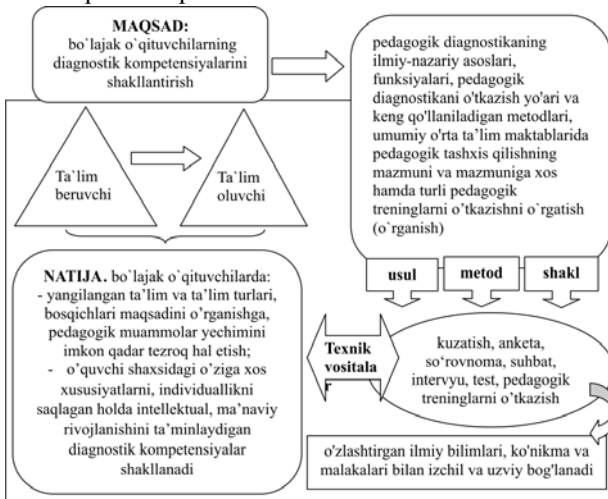 MAQSAD:
bo`lajak o`qituvchilarning
diagnostik kompetensiyalarini
shakllantirish
pedagogik diagnostikaning
ilmiy-nazariy asoslari,
funksiyalari, pedagogik
diagnostikani o'tkazish yo'ari va
keng qo'llaniladigan metodlari,
umumiy o'rta ta’lim maktablarida
pedagogik tashxis qilishning
mazmuni va mazmuniga xos
hamda turli pedagogik
treninglarni o’tkazishni o`rgatish
(o`rganish)
Ta`lim
beruvchi
Ta`lim
oluvchi
usul
metod
shakl
NATIJA. bo`lajak o`qituvchilarda:
- yangilangan ta’lim va ta’lim turlari,
bosqichlari maqsadini o’rganishga,
pedagogik muammolar yechimini
imkon qadar tezroq hal etish;
- o’quvchi shaxsidagi o’ziga xos
xususiyatlarni, individuallikni
saqlagan holda intellektual, ma’naviy
rivojlanishini ta’minlaydigan
diagnostik kompetensiyalar
shakllanadi
Texnik
vositala
r
kuzatish, anketa,
so‘rovnoma, suhbat,
intervyu, test, pedagogik
treninglarni o’tkazish
o'zlashtirgan ilmiy bilimlari, ko'nikma va
malakalari bilan izchil va uzviy bog'lanadi